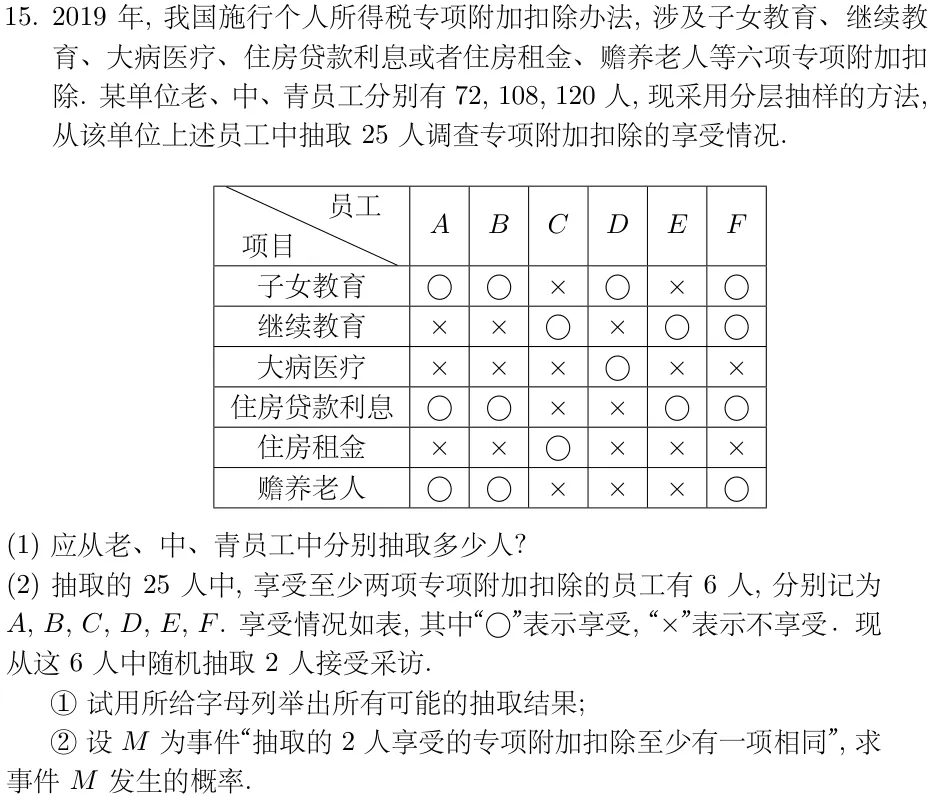 15. 2019 年, 我国施行个人所得税专项附加扣除办法, 涉及子女教育、继续教
育、大病医疗、住房贷款利息或者住房租金、赡养老人等六项专项附加扣
除. 某单位老、中、青员工分别有 72, 108, 120 人, 现采用分层抽样的方法,
从该单位上述员工中抽取 25 人调查专项附加扣除的享受情况.
员工
项目 A B C D E F
子女教育 ○ ○ × ○ × ○
继续教育 × × ○ × ○ ○
大病医疗 × × × ○ × ×
住房贷款利息 ○ ○ × × ○ ○
住房租金 × × ○ × × ×
赡养老人 ○ ○ × × × ○
(1) 应从老、中、青员工中分别抽取多少人?
(2) 抽取的 25 人中, 享受至少两项专项附加扣除的员工有 6 人, 分别记为
A, B, C, D, E, F. 享受情况如表, 其中“○”表示享受, “×”表示不享受. 现
从这 6 人中随机抽取 2 人接受采访.
① 试用所给字母列举出所有可能的抽取结果;
② 设 M 为事件“抽取的 2 人享受的专项附加扣除至少有一项相同”, 求
事件 M 发生的概率.